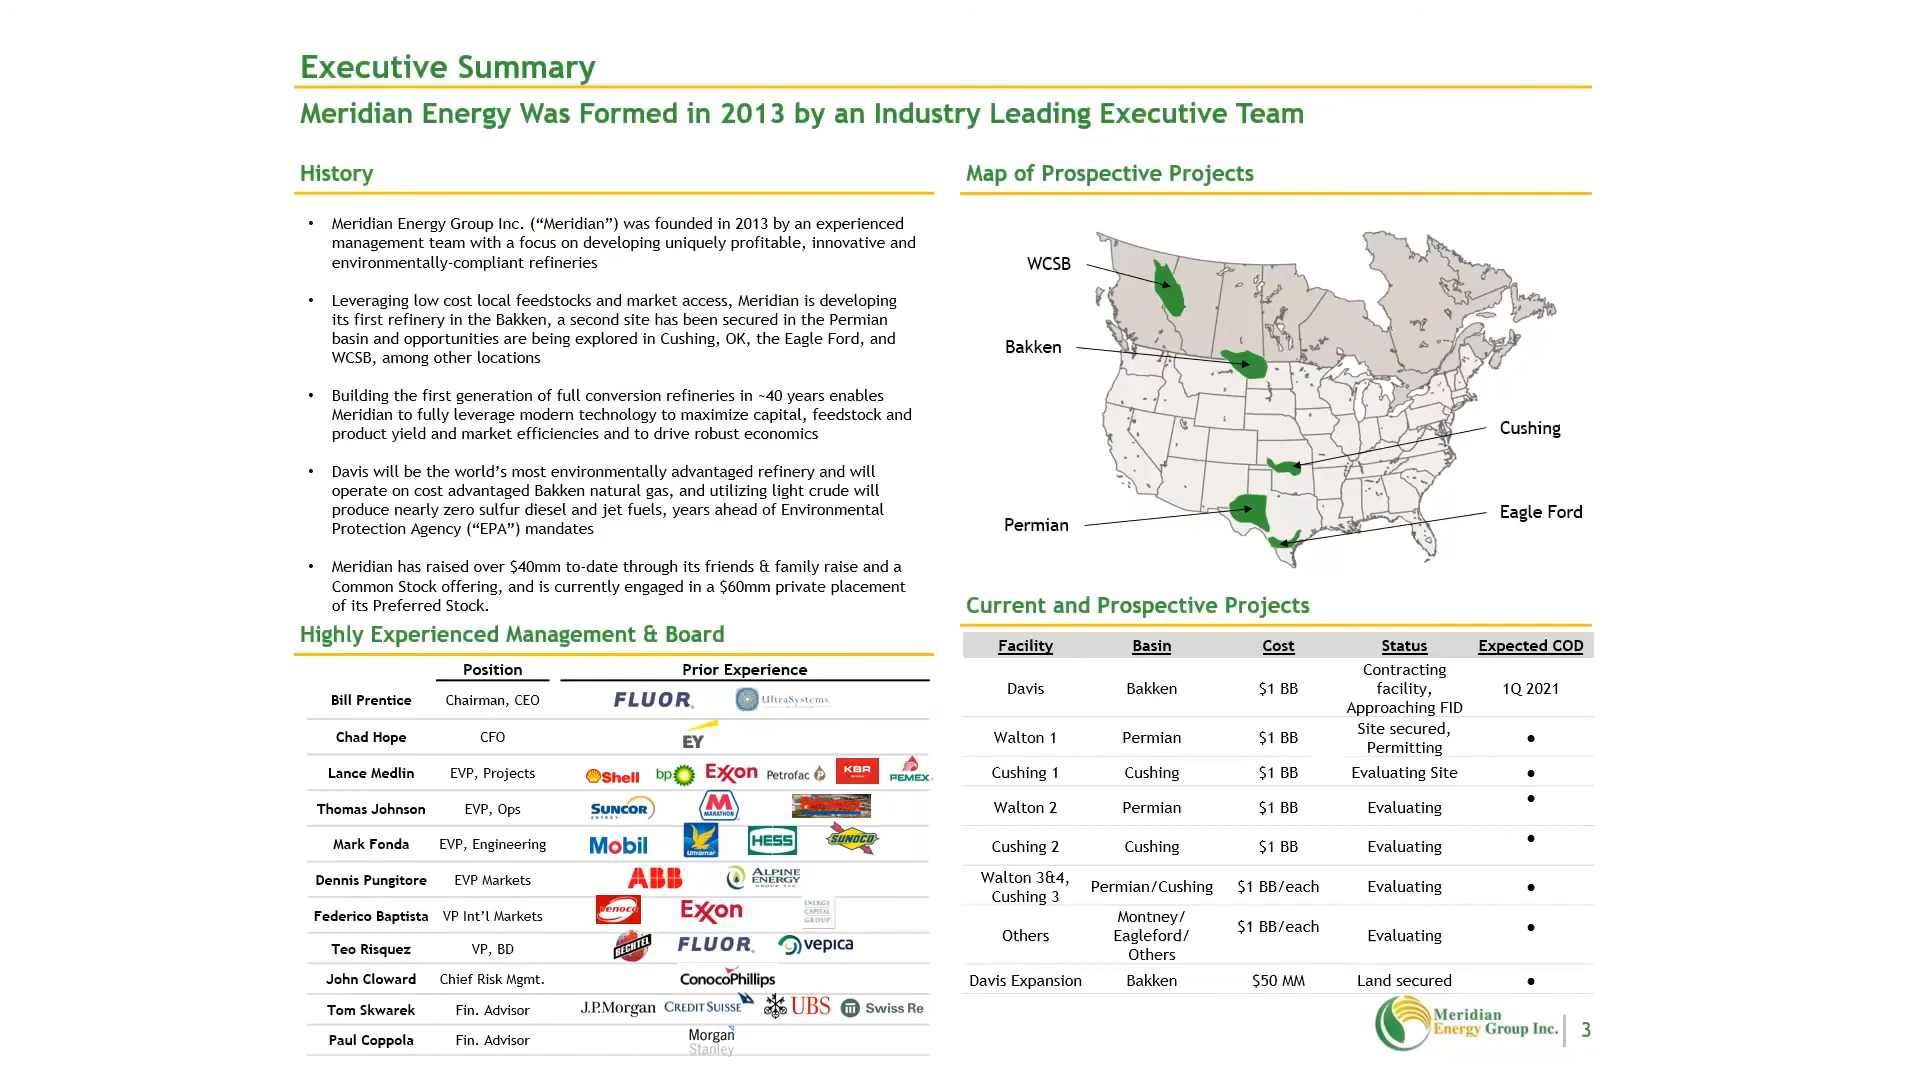 Executive Summary
Meridian Energy Was Formed in 2013 by an Industry Leading Executive Team
History
• Meridian Energy Group Inc. (“Meridian”) was founded in 2013 by an experienced
management team with a focus on developing uniquely profitable, innovative and
environmentally-compliant refineries
• Leveraging low cost local feedstocks and market access, Meridian is developing
its first refinery in the Bakken, a second site has been secured in the Permian
basin and opportunities are being explored in Cushing, OK, the Eagle Ford, and
WCSB, among other locations
• Building the first generation of full conversion refineries in ~40 years enables
Meridian to fully leverage modern technology to maximize capital, feedstock and
product yield and market efficiencies and to drive robust economics
• Davis will be the world’s most environmentally advantaged refinery and will
operate on cost advantaged Bakken natural gas, and utilizing light crude will
produce nearly zero sulfur diesel and jet fuels, years ahead of Environmental
Protection Agency (“EPA”) mandates
• Meridian has raised over $40mm to-date through its friends & family raise and a
Common Stock offering, and is currently engaged in a $60mm private placement
of its Preferred Stock.
Highly Experienced Management & Board
Position Prior Experience
Bill Prentice Chairman, CEO FLUOR. UltraSystems
Chad Hope CFO EY
Lance Medlin EVP, Projects Shell bp Exxon Petrofac KBR PEMEX
Thomas Johnson EVP, Ops SUNCOR ENERGY M MARATHON
Mark Fonda EVP, Engineering Mobil Ultramar HESS SUNOCO
Dennis Pungitore EVP Markets ABB ALPINE ENERGY GROUP, LLC.
Federico Baptista VP Int’l Markets venoco Exxon ENERGY CAPITAL GROUP
Teo Risquez VP, BD BECHTEL FLUOR. vepica
John Cloward Chief Risk Mgmt. ConocoPhillips
Tom Skwarek Fin. Advisor J.P.Morgan CREDIT SUISSE UBS Swiss Re
Paul Coppola Fin. Advisor Morgan Stanley
Map of Prospective Projects
WCSB
Bakken
Cushing
Eagle Ford
Permian
Current and Prospective Projects
Facility Basin Cost Status Expected COD
Davis Bakken $1 BB Contracting facility, Approaching FID 1Q 2021
Walton 1 Permian $1 BB Site secured, Permitting •
Cushing 1 Cushing $1 BB Evaluating Site •
Walton 2 Permian $1 BB Evaluating •
Cushing 2 Cushing $1 BB Evaluating •
Walton 3&4, Cushing 3 Permian/Cushing $1 BB/each Evaluating •
Others Montney/ Eagleford/ Others $1 BB/each Evaluating •
Davis Expansion Bakken $50 MM Land secured •
Meridian
Energy Group Inc. 3